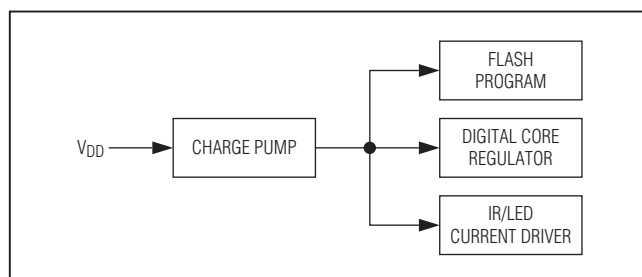 FLASH
PROGRAM
VDD
CHARGE PUMP
DIGITAL CORE
REGULATOR
IR/LED
CURRENT DRIVER